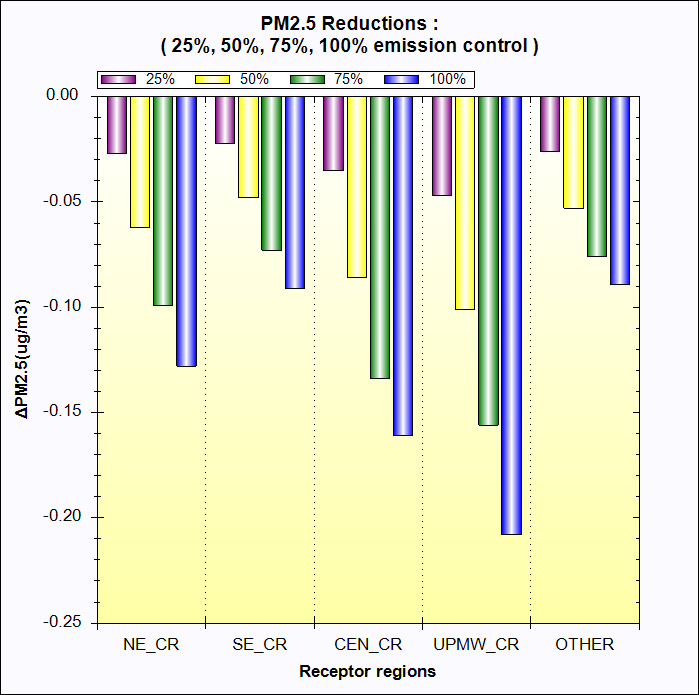 PM2.5 Reductions :
( 25%, 50%, 75%, 100% emission control )
25% 50% 75% 100%
0.00
-0.05
-0.10
-0.15
-0.20
-0.25
ΔPM2.5(ug/m3)
NE_CR SE_CR CEN_CR UPMW_CR OTHER
Receptor regions